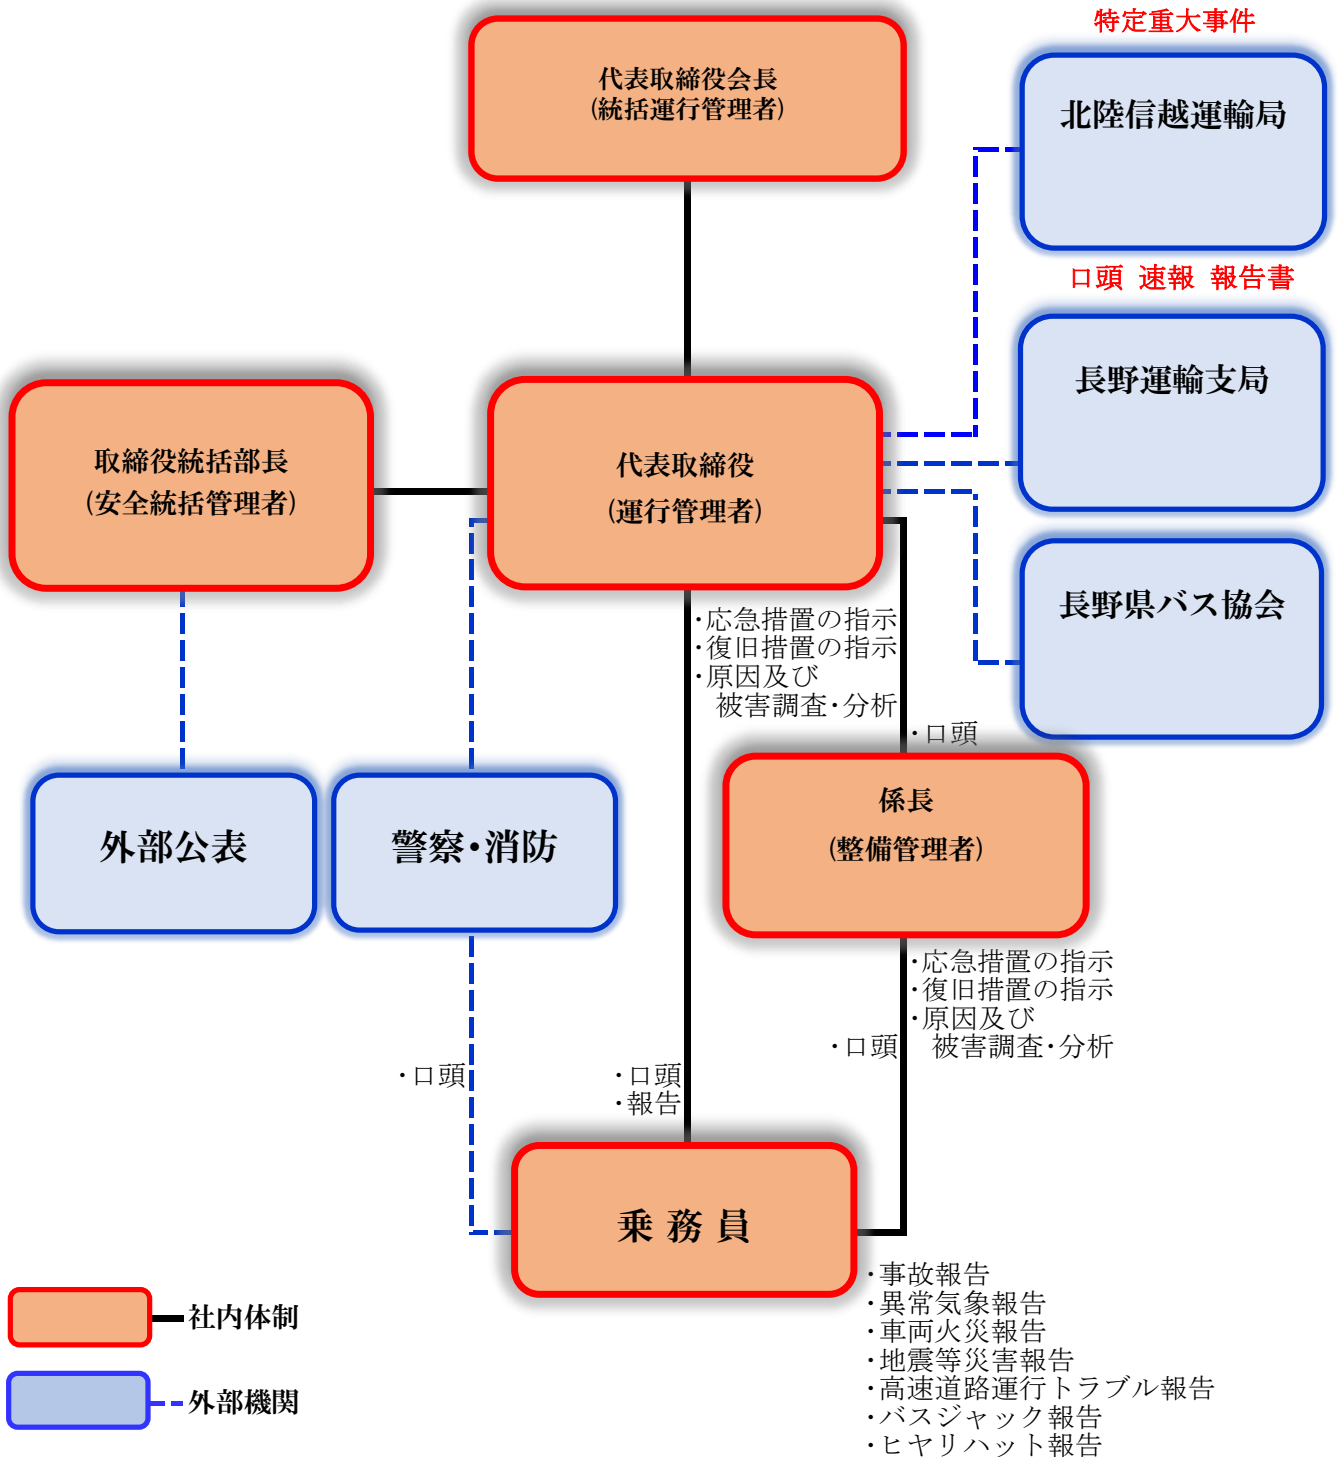 特定重大事件
代表取締役会長
(統括運行管理者)
北陸信越運輸局
口頭 速報 報告書
長野運輸支局
取締役統括部長
(安全統括管理者)
代表取締役
(運行管理者)
長野県バス協会
・応急措置の指示
・復旧措置の指示
・原因及び
被害調査・分析
・口頭
外部公表
警察・消防
係長
(整備管理者)
・応急措置の指示
・復旧措置の指示
・原因及び
被害調査・分析
・口頭
・口頭
・口頭
・報告
乗 務 員
・事故報告
・異常気象報告
・車両火災報告
・地震等災害報告
・高速道路運行トラブル報告
・バスジャック報告
・ヒヤリハット報告
社内体制
外部機関